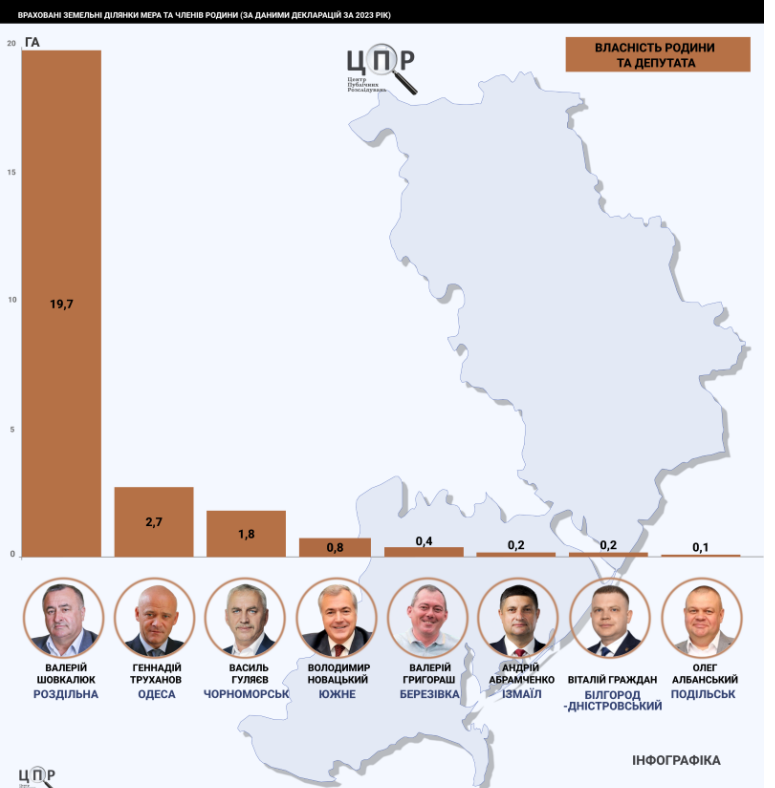 ВРАХОВАНІ ЗЕМЕЛЬНІ ДІЛЯНКИ МЕРА ТА ЧЛЕНІВ РОДИНИ (ЗА ДАНИМИ ДЕКЛАРАЦІЙ ЗА 2023 РІК)
20
ГА
ЦПР
Центр
Публічних
Розслідувань
ВЛАСНІСТЬ РОДИНИ
ТА ДЕПУТАТА
15
10
5
0
19,7
2,7
1,8
0,8
0,4
0,2
0,2
0,1
ВАЛЕРІЙ
ШОВКАЛЮК
РОЗДІЛЬНА
ГЕННАДІЙ
ТРУХАНОВ
ОДЕСА
ВАСИЛЬ
ГУЛЯЄВ
ЧОРНОМОРСЬК
ВОЛОДИМИР
НОВАЦЬКИЙ
ЮЖНЕ
ВАЛЕРІЙ
ГРИГОРАШ
БЕРЕЗІВКА
АНДРІЙ
АБРАМЧЕНКО
ІЗМАЇЛ
ВІТАЛІЙ ГРАЖДАН
БІЛГОРОД
-ДНІСТРОВСЬКИЙ
ОЛЕГ
АЛБАНСЬКИЙ
ПОДІЛЬСЬК
ІНФОГРАФІКА
ЦПР